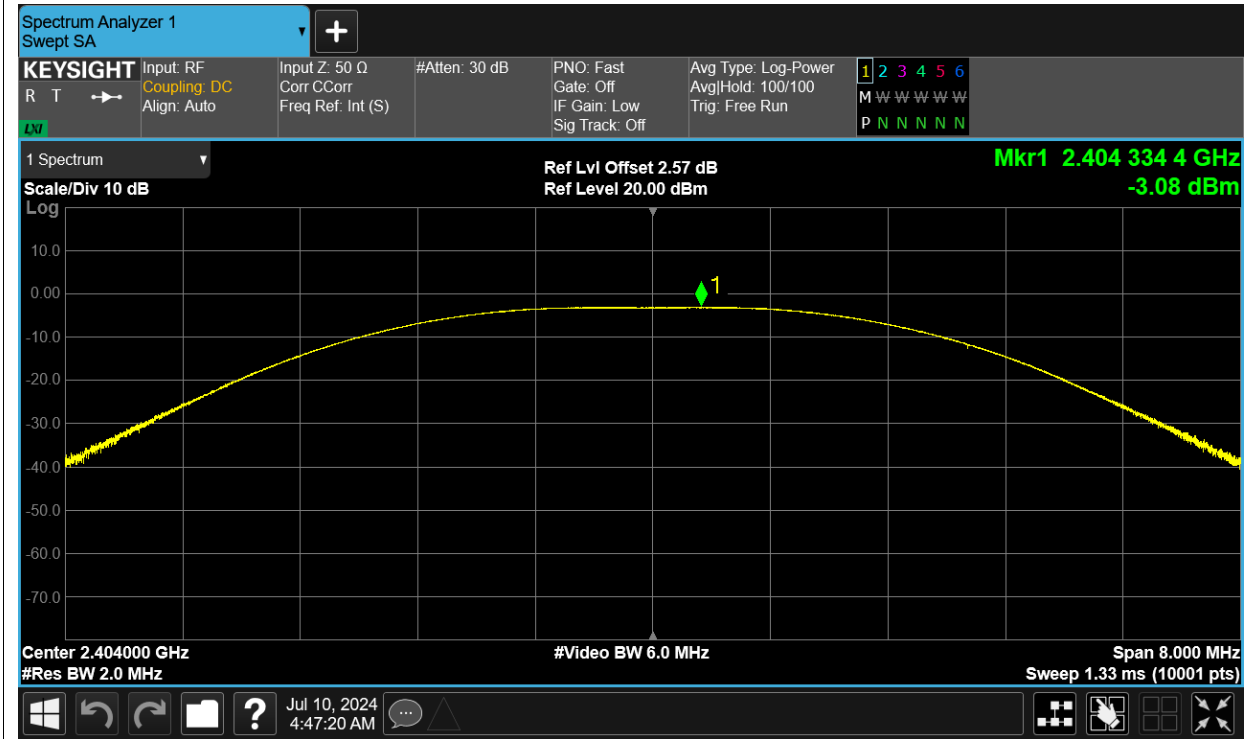 Spectrum Analyzer 1
Swept SA
+
KEYSIGHT
R T
LXI
Input: RF
Coupling: DC
Align: Auto
Input Z: 50 Ω
Corr CCorr
Freq Ref: Int (S)
#Atten: 30 dB
PNO: Fast
Gate: Off
IF Gain: Low
Sig Track: Off
Avg Type: Log-Power
Avg|Hold: 100/100
Trig: Free Run
1 2 3 4 5 6
M W W W W W
P N N N N N
1 Spectrum
Scale/Div 10 dB
Log
Ref Lvl Offset 2.57 dB
Ref Level 20.00 dBm
Mkr1 2.404 334 4 GHz
-3.08 dBm
1
10.0
0.00
-10.0
-20.0
-30.0
-40.0
-50.0
-60.0
-70.0
Center 2.404000 GHz
#Res BW 2.0 MHz
#Video BW 6.0 MHz
Span 8.000 MHz
Sweep 1.33 ms (10001 pts)
?
Jul 10, 2024
4:47:20 AM